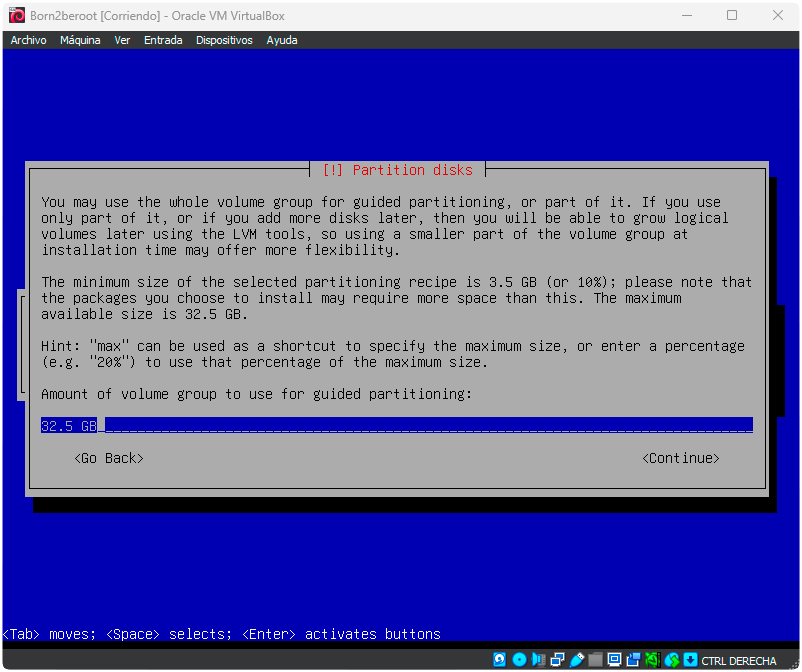 Born2beroot [Corriendo] - Oracle VM VirtualBox
Archivo Máquina Ver Entrada Dispositivos Ayuda
[!] Partition disks
You may use the whole volume group for guided partitioning, or part of it. If you use
only part of it, or if you add more disks later, then you will be able to grow logical
volumes later using the LVM tools, so using a smaller part of the volume group at
installation time may offer more flexibility.
The minimum size of the selected partitioning recipe is 3.5 GB (or 10%); please note that
the packages you choose to install may require more space than this. The maximum
available size is 32.5 GB.
Hint: "max" can be used as a shortcut to specify the maximum size, or enter a percentage
(e.g. "20%") to use that percentage of the maximum size.
Amount of volume group to use for guided partitioning:
32.5 GB
<Go Back> <Continue>
<Tab> moves; <Space> selects; <Enter> activates buttons
CTRL DERECHA